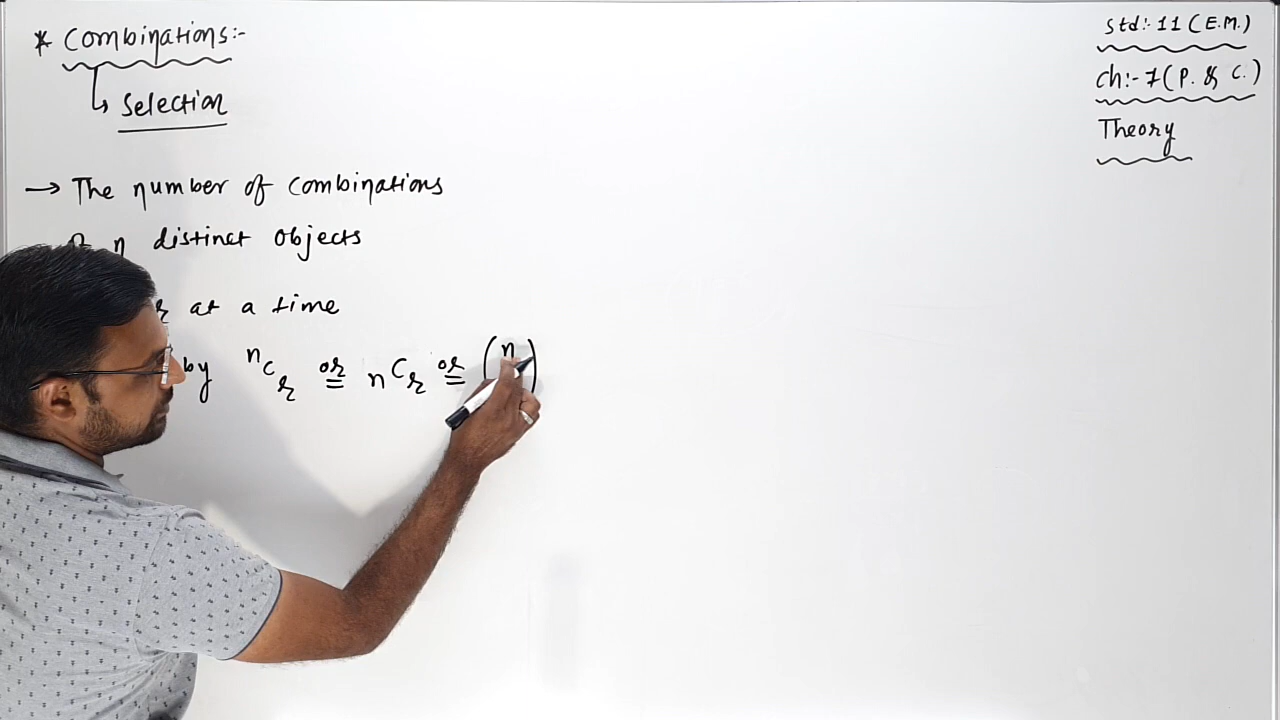 * Combinations:-
↳ Selection
→ The number of combinations
n distinct objects
r at a time
by ⁿCᵣ or nCr or (n)
Std:- 11 (E.M.)
Ch:- 7 (P. & C.)
Theory